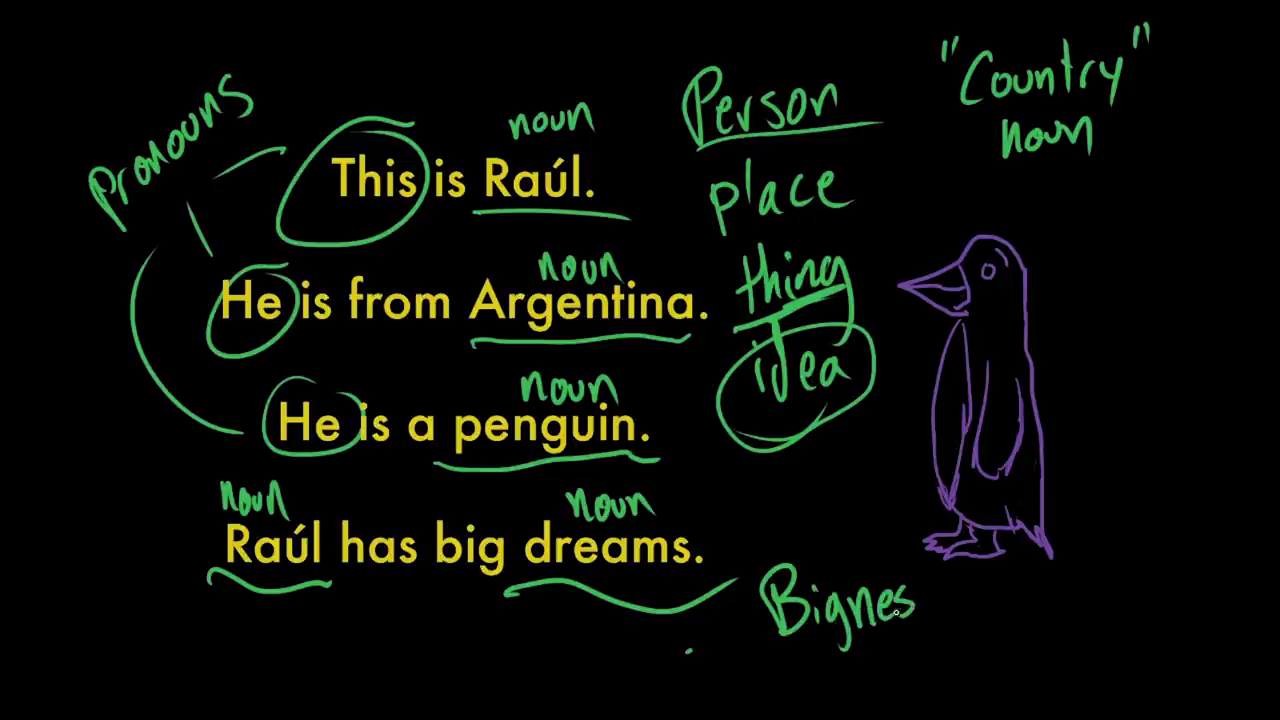 "Country"
noun
Person
place
thing
idea
pronouns
noun
This is Raúl.
noun
He is from Argentina.
noun
He is a penguin.
noun noun
Raúl has big dreams.
Bignes